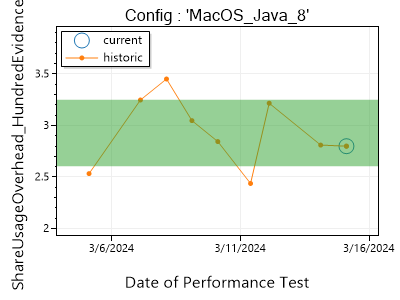 Config : 'MacOS_Java_8'
current
historic
ShareUsageOverhead_HundredEvidence
3.5
3
2.5
2
3/6/2024
3/11/2024
3/16/2024
Date of Performance Test